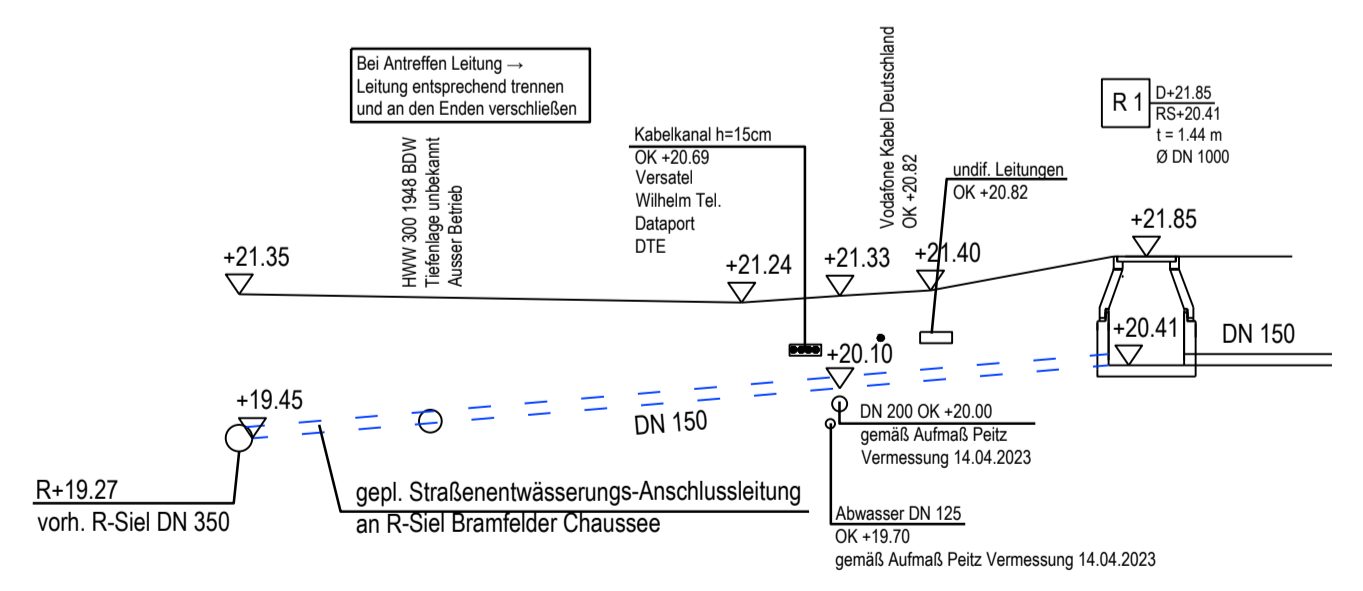 Bei Antreffen Leitung →
Leitung entsprechend trennen
und an den Enden verschließen
HWW 300 1948 BDW
Tiefenlage unbekannt
Ausser Betrieb
Kabelkanal h=15cm
OK +20.69
Versatel
Wilhelm Tel.
Dataport
DTE
Vodafone Kabel Deutschland
OK +20.82
undif. Leitungen
OK +20.82
R 1
D+21.85
RS+20.41
t = 1.44 m
Ø DN 1000
+21.35
+21.24
+21.33
+21.40
+21.85
+20.41
DN 150
+20.10
+19.45
DN 150
DN 200 OK +20.00
gemäß Aufmaß Peitz
Vermessung 14.04.2023
R+19.27
vorh. R-Siel DN 350
gepl. Straßenentwässerungs-Anschlussleitung
an R-Siel Bramfelder Chaussee
Abwasser DN 125
OK +19.70
gemäß Aufmaß Peitz Vermessung 14.04.2023